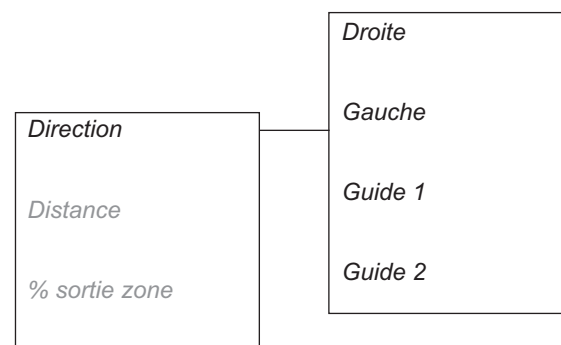 Direction
Distance
% sortie zone
Droite
Gauche
Guide 1
Guide 2